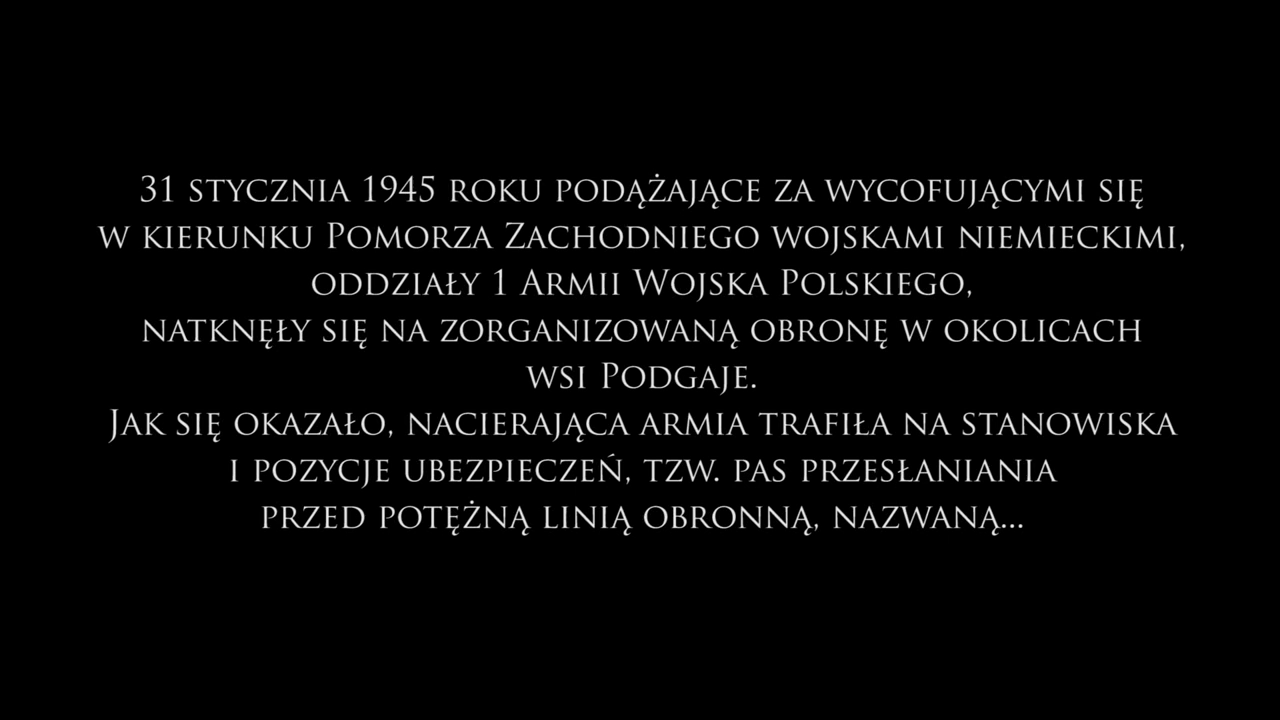 31 stycznia 1945 roku podążające za wycofującymi się
w kierunku Pomorza Zachodniego wojskami niemieckimi,
oddziały 1 Armii Wojska Polskiego,
natknęły się na zorganizowaną obronę w okolicach
wsi Podgaje.
Jak się okazało, nacierająca armia trafiła na stanowiska
i pozycje ubezpieczeń, tzw. pas przesłaniania
przed potężną linią obronną, nazwaną...